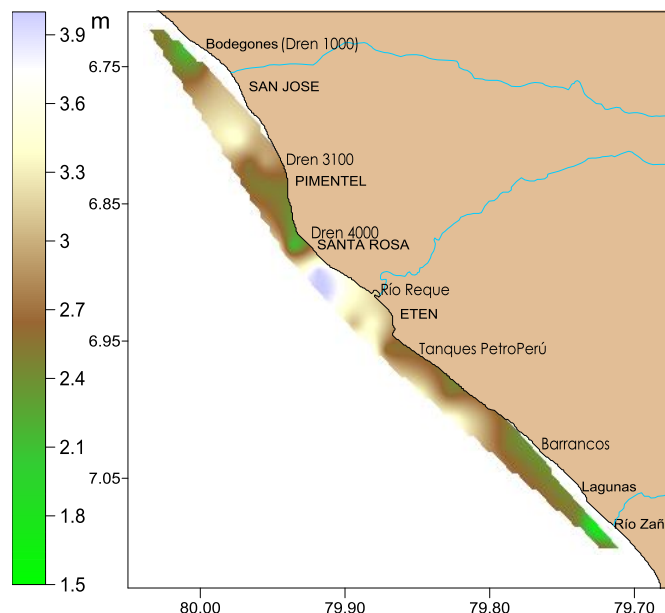 m
3.9
3.6
3.3
3
2.7
2.4
2.1
1.8
1.5
6.75
6.85
6.95
7.05
80.00
79.90
79.80
79.70
Bodegones (Dren 1000)
SAN JOSE
Dren 3100
PIMENTEL
Dren 4000
SANTA ROSA
Río Reque
ETEN
Tanques PetroPerú
Barrancos
Lagunas
Río Zañ